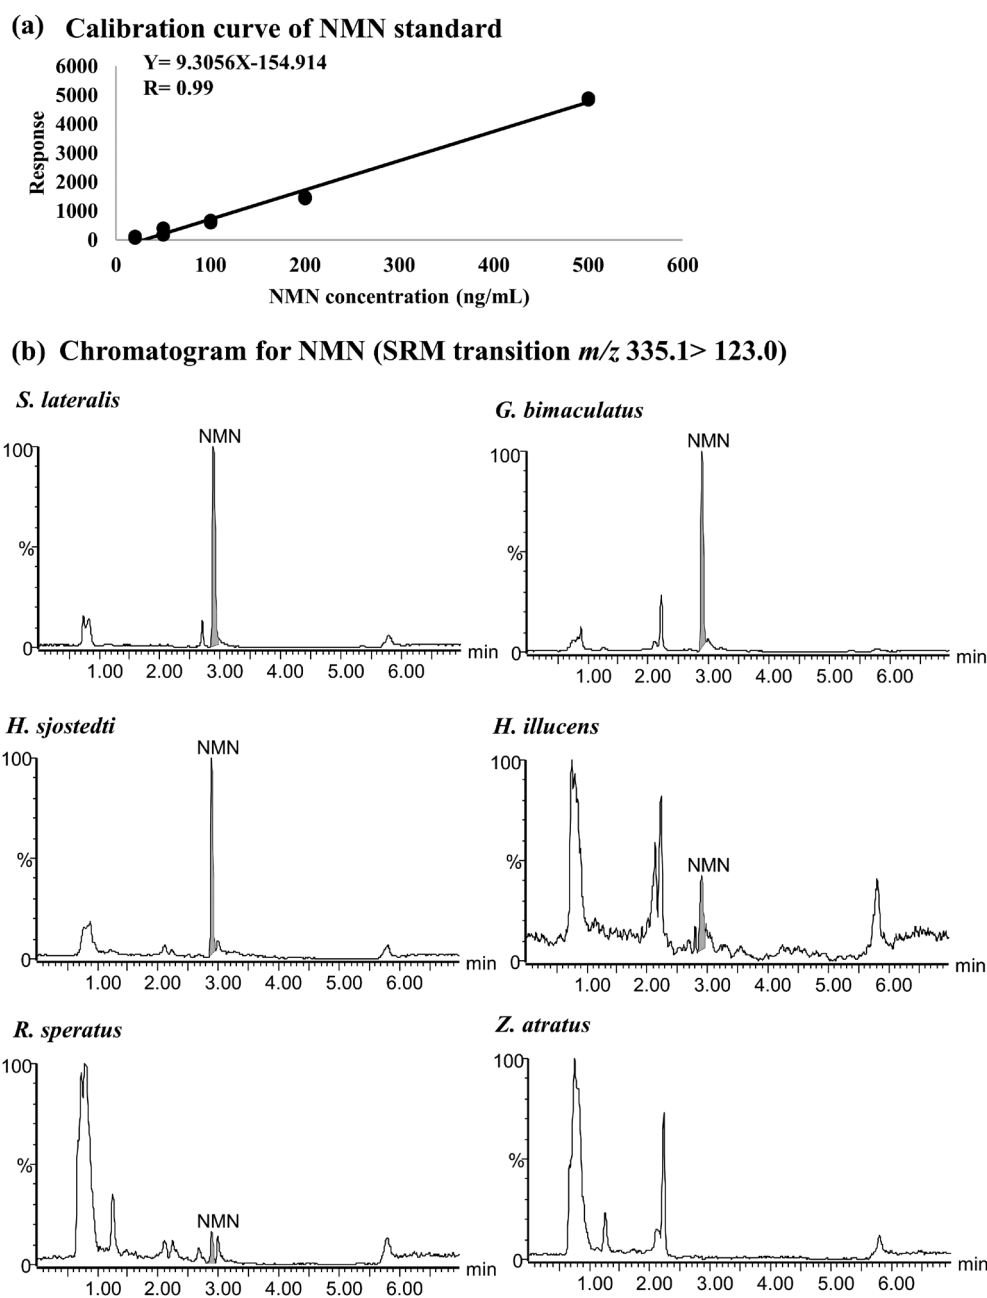 (a) Calibration curve of NMN standard
Y= 9.3056X-154.914
R= 0.99
6000
5000
4000
3000
2000
1000
0
Response
0 100 200 300 400 500 600
NMN concentration (ng/mL)
(b) Chromatogram for NMN (SRM transition m/z 335.1> 123.0)
S. lateralis
NMN
100
%
0
1.00 2.00 3.00 4.00 5.00 6.00 min
G. bimaculatus
NMN
100
%
0
1.00 2.00 3.00 4.00 5.00 6.00 min
H. sjostedti
NMN
100
%
0
1.00 2.00 3.00 4.00 5.00 6.00 min
H. illucens
100
NMN
%
0
1.00 2.00 3.00 4.00 5.00 6.00 min
R. speratus
100
%
NMN
0
1.00 2.00 3.00 4.00 5.00 6.00 min
Z. atratus
100
%
0
1.00 2.00 3.00 4.00 5.00 6.00 min